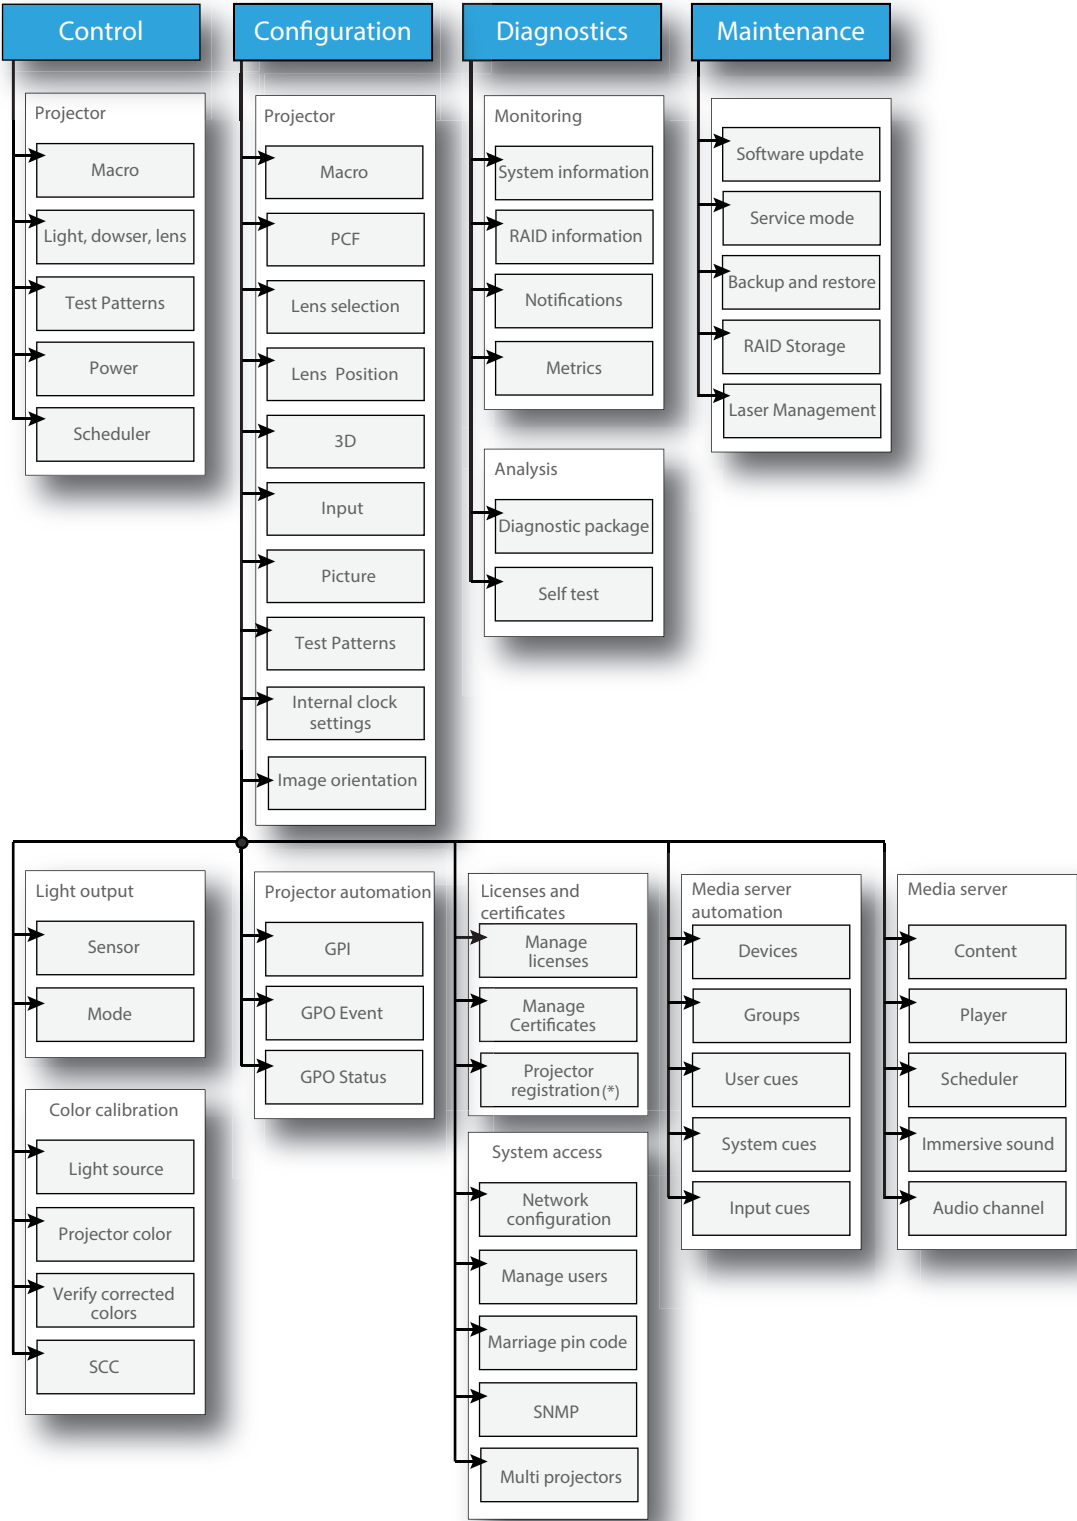 Control
Projector
Macro
Light, dowser, lens
Test Patterns
Power
Scheduler
Configuration
Projector
Macro
PCF
Lens selection
Lens Position
3D
Input
Picture
Test Patterns
Internal clock
settings
Image orientation
Diagnostics
Monitoring
System information
RAID information
Notifications
Metrics
Analysis
Diagnostic package
Self test
Maintenance
Software update
Service mode
Backup and restore
RAID Storage
Laser Management
Light output
Sensor
Mode
Color calibration
Light source
Projector color
Verify corrected
colors
SCC
Projector automation
GPI
GPO Event
GPO Status
Licenses and
certificates
Manage
licenses
Manage
Certificates
Projector
registration(*)
System access
Network
configuration
Manage users
Marriage pin code
SNMP
Multi projectors
Media server
automation
Devices
Groups
User cues
System cues
Input cues
Media server
Content
Player
Scheduler
Immersive sound
Audio channel